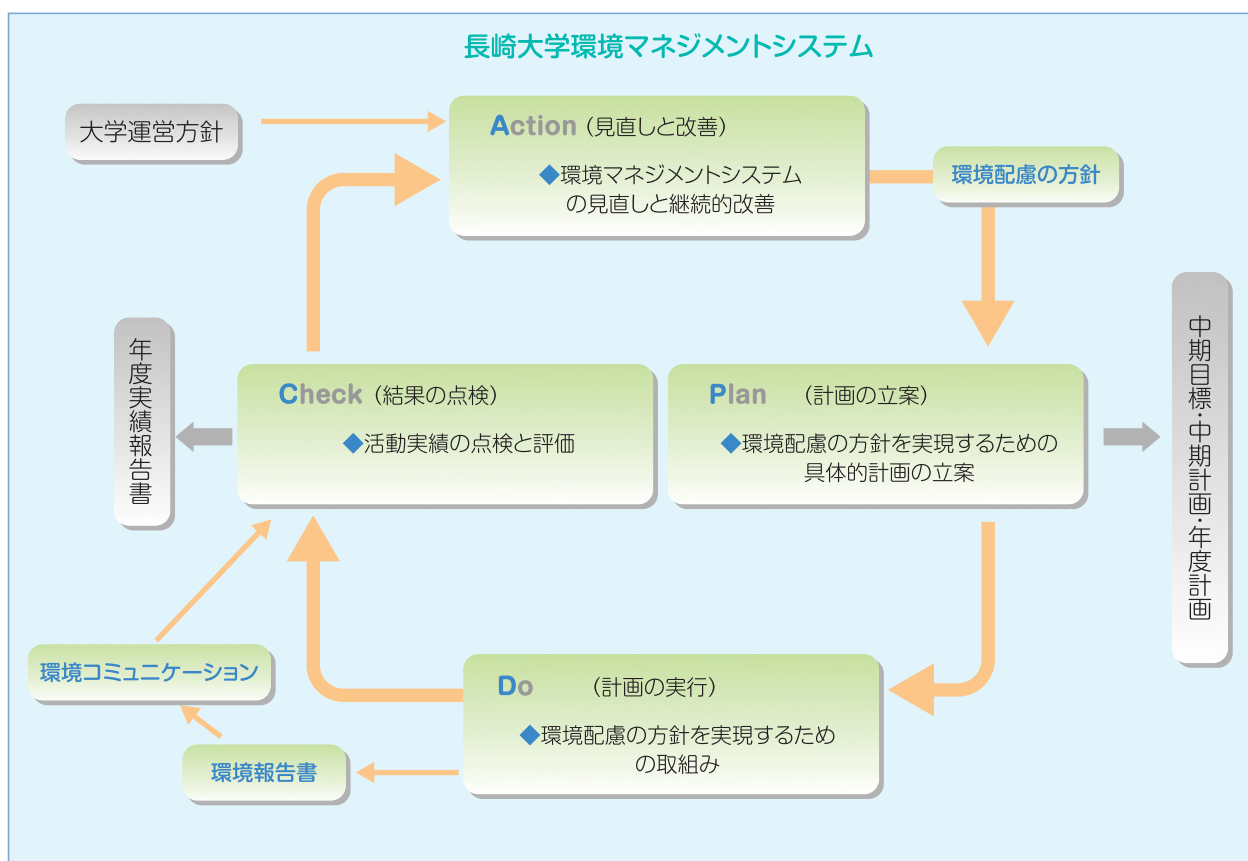 長崎大学環境マネジメントシステム
大学運営方針
Action (見直しと改善)
◆環境マネジメントシステム
の見直しと継続的改善
環境配慮の方針
年度実績報告書
Check (結果の点検)
◆活動実績の点検と評価
Plan (計画の立案)
◆環境配慮の方針を実現するための
具体的計画の立案
中期目標・中期計画・年度計画
環境コミュニケーション
環境報告書
Do (計画の実行)
◆環境配慮の方針を実現するため
の取組み